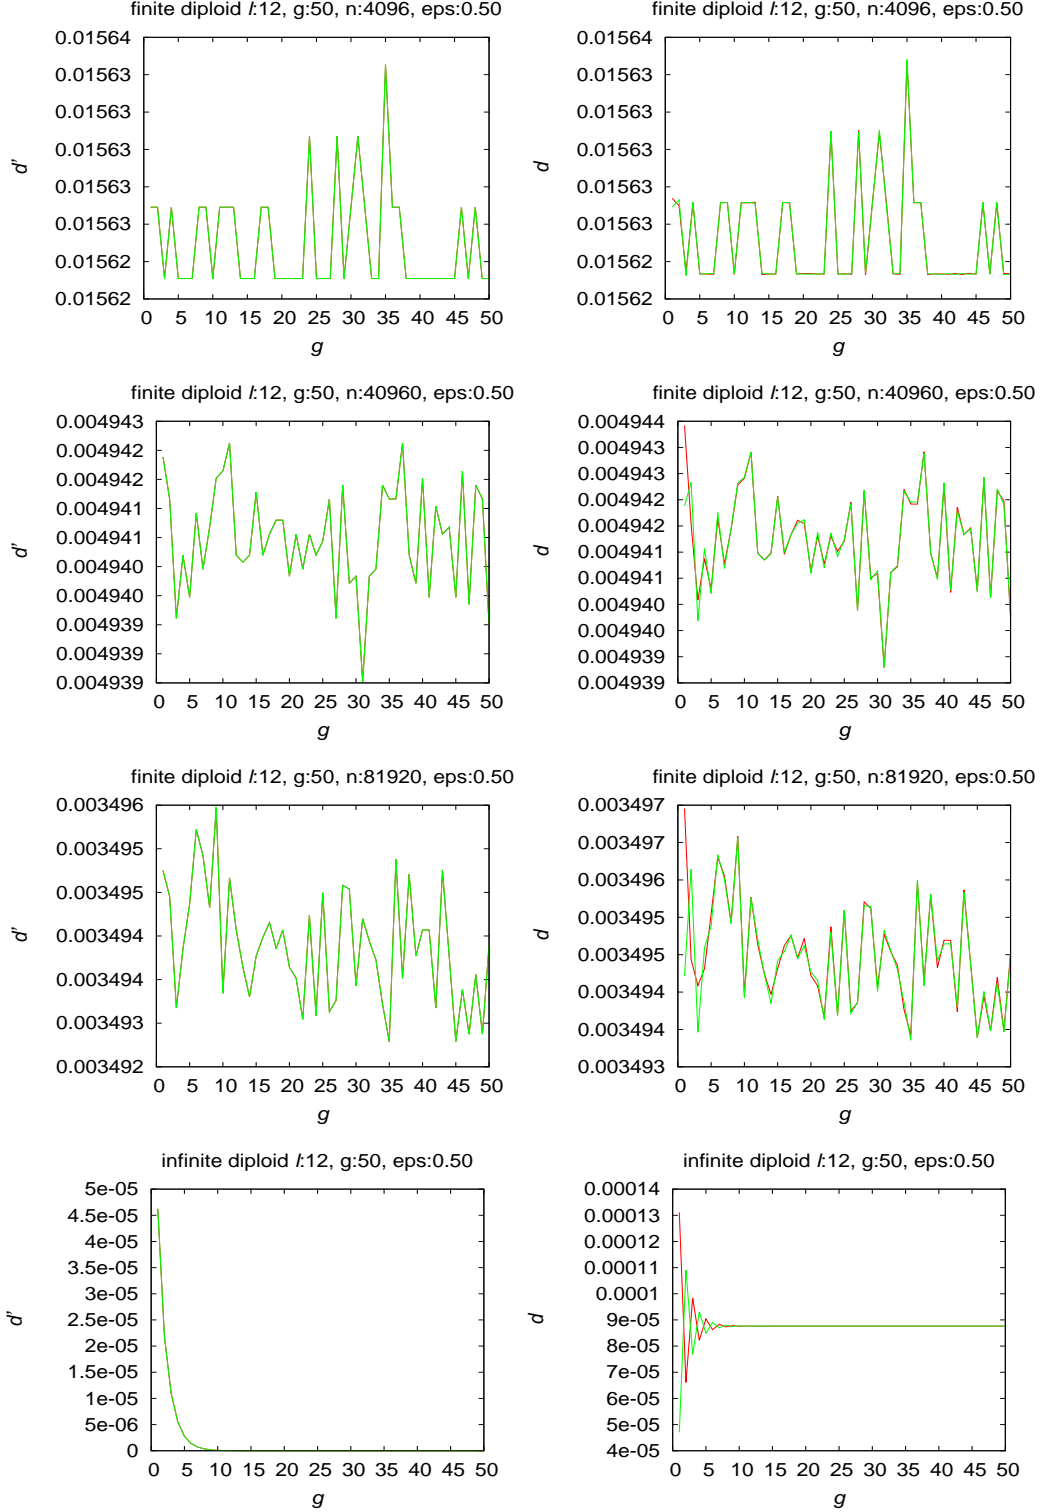 finite diploid l:12, g:50, n:4096, eps:0.50
0.01564
0.01563
0.01563
0.01563
0.01563
0.01563
0.01562
0.01562
d'
0 5 10 15 20 25 30 35 40 45 50
g
finite diploid l:12, g:50, n:4096, eps:0.50
0.01564
0.01563
0.01563
0.01563
0.01563
0.01563
0.01562
0.01562
d
0 5 10 15 20 25 30 35 40 45 50
g
finite diploid l:12, g:50, n:40960, eps:0.50
0.004943
0.004942
0.004942
0.004941
0.004941
0.004940
0.004940
0.004939
0.004939
0.004939
d'
0 5 10 15 20 25 30 35 40 45 50
g
finite diploid l:12, g:50, n:40960, eps:0.50
0.004944
0.004943
0.004943
0.004942
0.004942
0.004941
0.004941
0.004940
0.004940
0.004939
0.004939
d
0 5 10 15 20 25 30 35 40 45 50
g
finite diploid l:12, g:50, n:81920, eps:0.50
0.003496
0.003495
0.003495
0.003494
0.003494
0.003493
0.003492
d'
0 5 10 15 20 25 30 35 40 45 50
g
finite diploid l:12, g:50, n:81920, eps:0.50
0.003497
0.003497
0.003496
0.003495
0.003495
0.003494
0.003494
0.003493
d
0 5 10 15 20 25 30 35 40 45 50
g
infinite diploid l:12, g:50, eps:0.50
5e-05
4.5e-05
4e-05
3.5e-05
3e-05
2.5e-05
2e-05
1.5e-05
1e-05
5e-06
0
d'
0 5 10 15 20 25 30 35 40 45 50
g
infinite diploid l:12, g:50, eps:0.50
0.00014
0.00013
0.00012
0.00011
0.0001
9e-05
8e-05
7e-05
6e-05
5e-05
4e-05
d
0 5 10 15 20 25 30 35 40 45 50
g